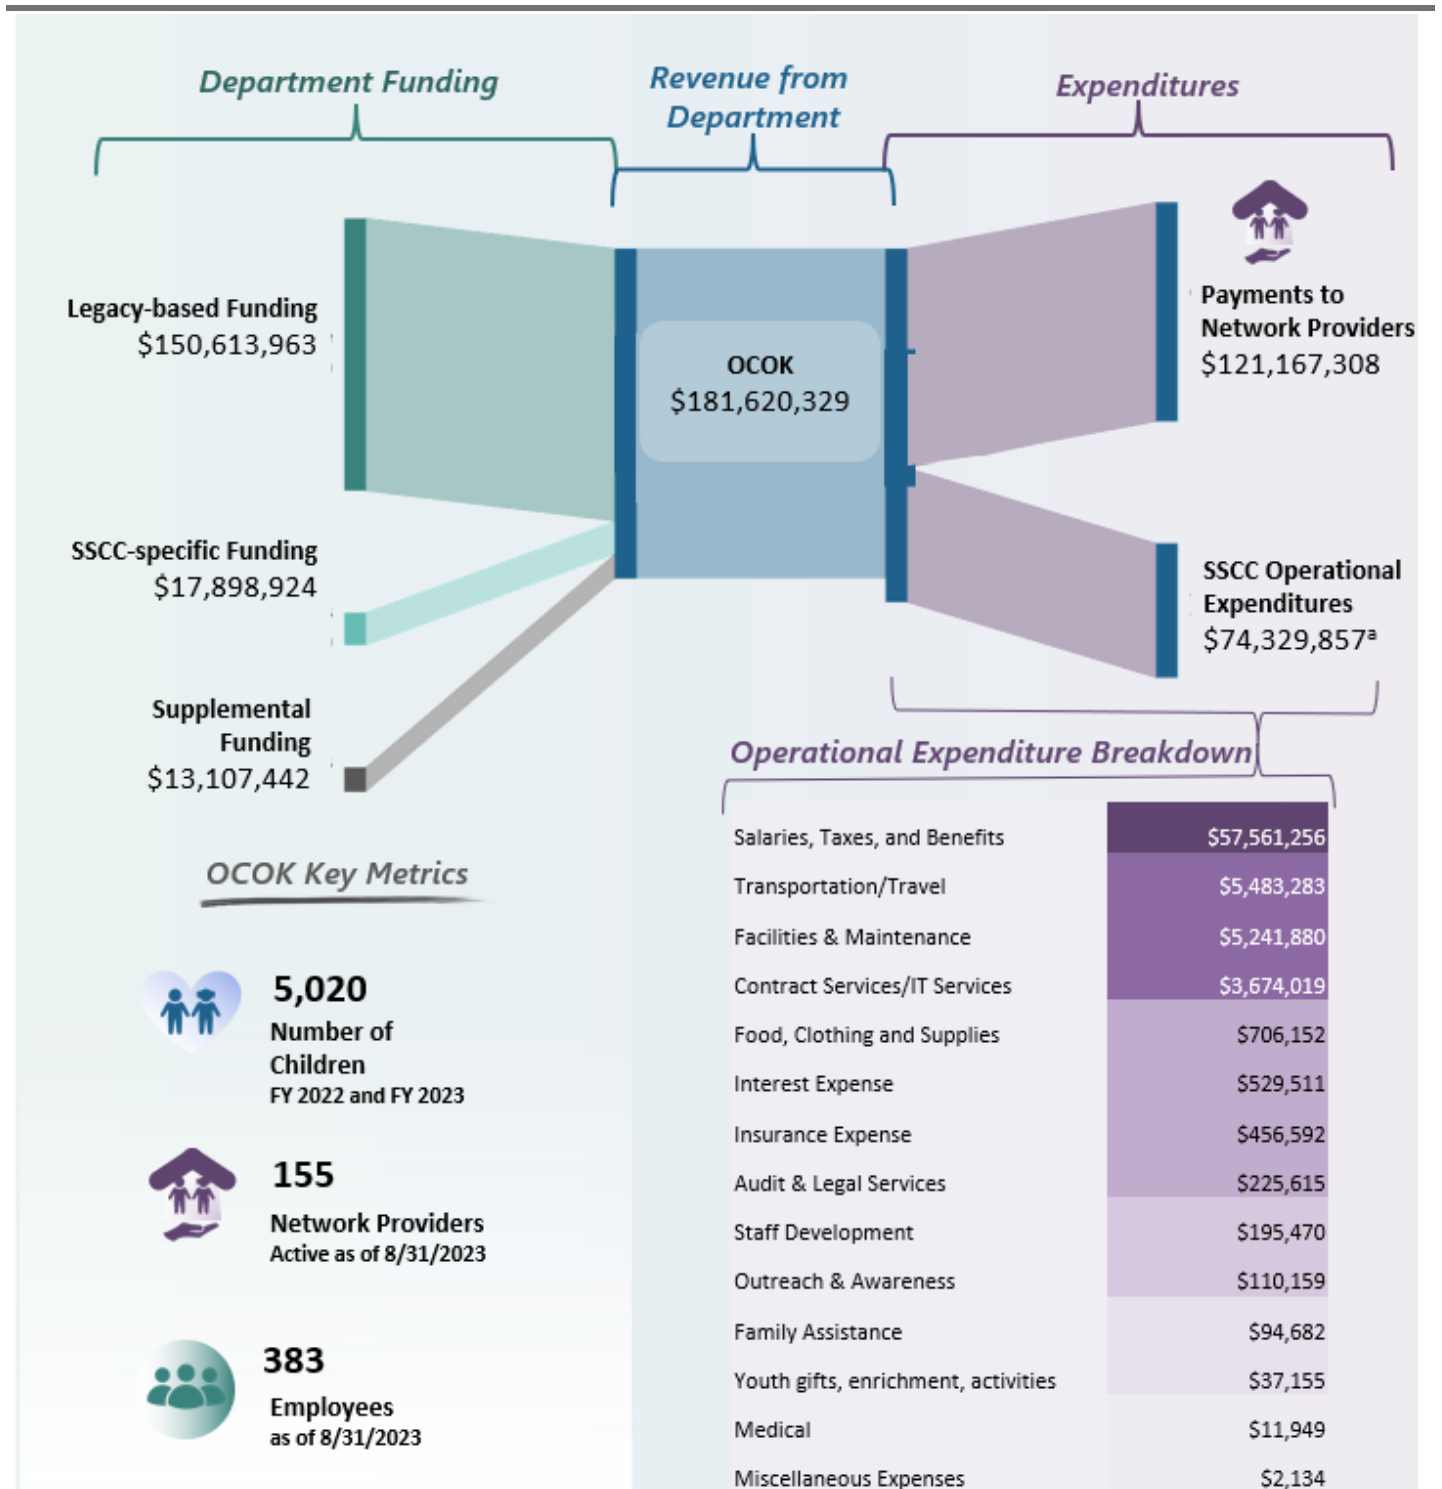 Department Funding
Revenue from
Department
Expenditures
Legacy-based Funding
$150,613,963
SSCC-specific Funding
$17,898,924
Supplemental
Funding
$13,107,442
OCOK
$181,620,329
Payments to
Network Providers
$121,167,308
SSCC Operational
Expenditures
$74,329,857ᵃ
Operational Expenditure Breakdown
Salaries, Taxes, and Benefits $57,561,256
Transportation/Travel $5,483,283
Facilities & Maintenance $5,241,880
Contract Services/IT Services $3,674,019
Food, Clothing and Supplies $706,152
Interest Expense $529,511
Insurance Expense $456,592
Audit & Legal Services $225,615
Staff Development $195,470
Outreach & Awareness $110,159
Family Assistance $94,682
Youth gifts, enrichment, activities $37,155
Medical $11,949
Miscellaneous Expenses $2,134
OCOK Key Metrics
5,020
Number of
Children
FY 2022 and FY 2023
155
Network Providers
Active as of 8/31/2023
383
Employees
as of 8/31/2023